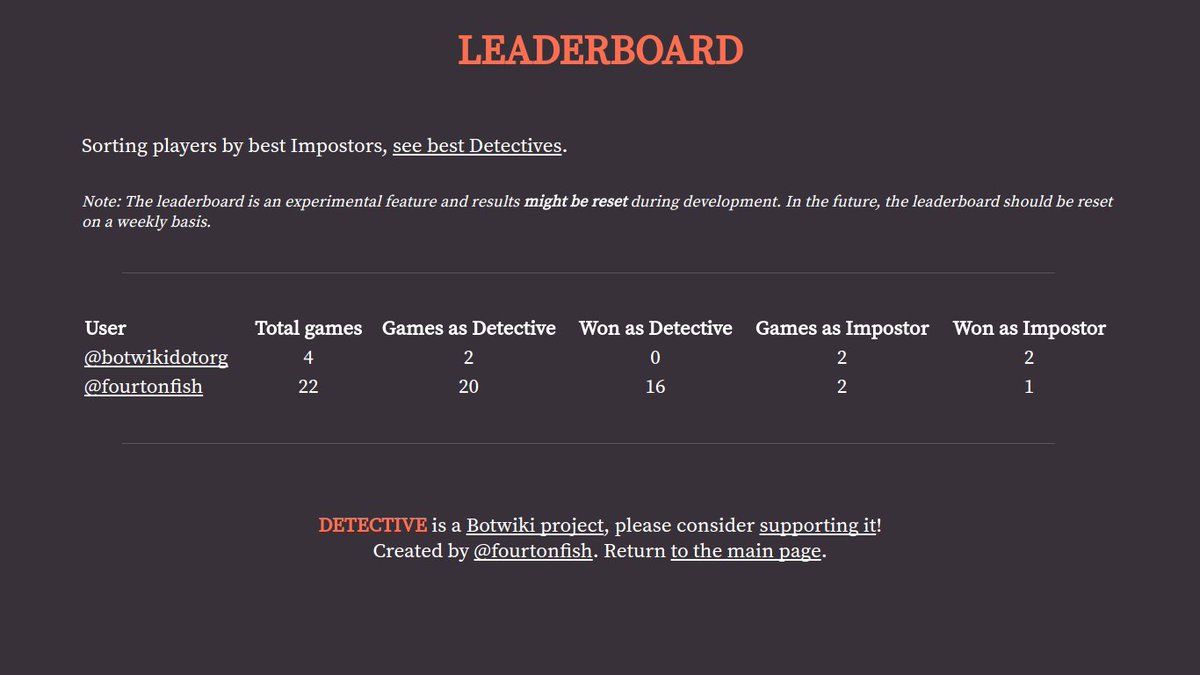 LEADERBOARD
Sorting players by best Impostors, see best Detectives.
Note: The leaderboard is an experimental feature and results might be reset during development. In the future, the leaderboard should be reset
on a weekly basis.
User Total games Games as Detective Won as Detective Games as Impostor Won as Impostor
@botwikidotorg 4 2 0 2 2
@fourtonfish 22 20 16 2 1
DETECTIVE is a Botwiki project, please consider supporting it!
Created by @fourtonfish. Return to the main page.